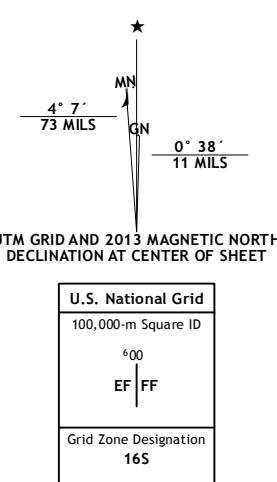 ★
MN
4° 7´
73 MILS
GN
0° 38´
11 MILS
UTM GRID AND 2013 MAGNETIC NORTH
DECLINATION AT CENTER OF SHEET
U.S. National Grid
100,000-m Square ID
⁶00
EF FF
Grid Zone Designation
16S